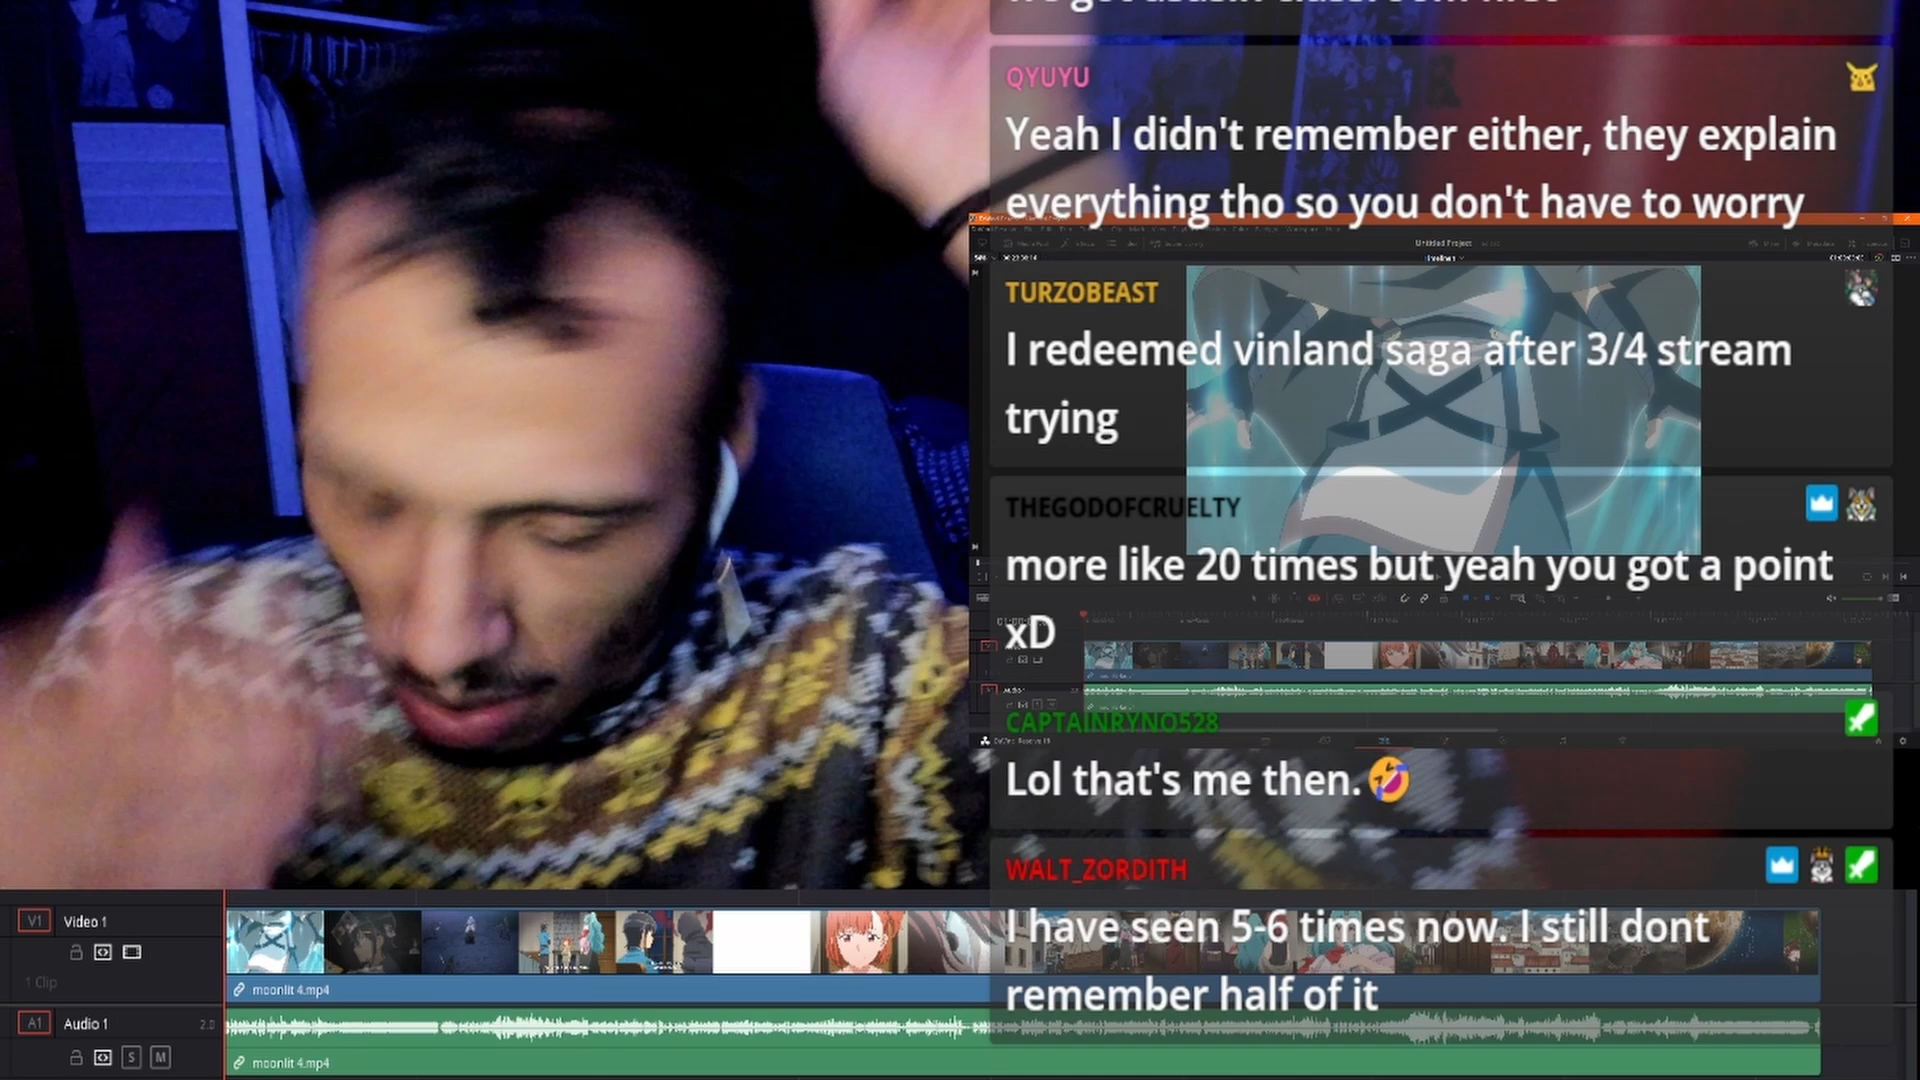 QYUYU
Yeah I didn't remember either, they explain
everything tho so you don't have to worry
Untitled Project
TURZOBEAST
I redeemed vinland saga after 3/4 stream
trying
THEGODOFCRUELTY
more like 20 times but yeah you got a point
xD
CAPTAINRYNO528
Lol that's me then.🤣
WALT_ZORDITH
I have seen 5-6 times now. I still dont
remember half of it
V1 Video 1
1 Clip
moonlit 4.mp4
A1 Audio 1 2.0
S M
moonlit 4.mp4